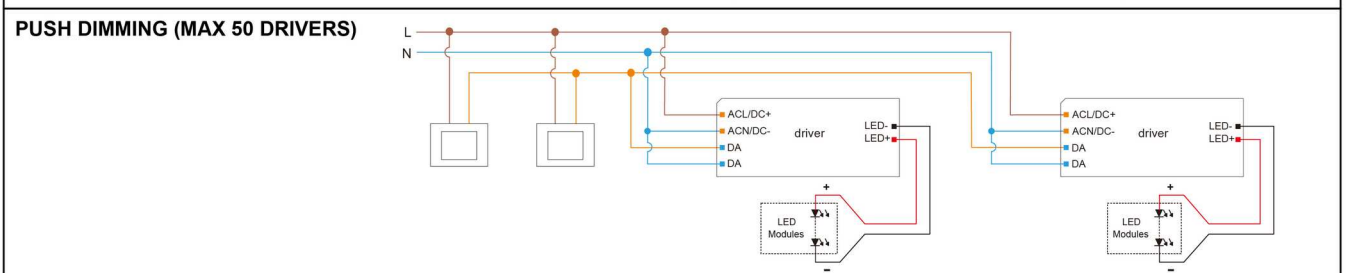 PUSH DIMMING (MAX 50 DRIVERS)
L
N
ACL/DC+
ACN/DC-
DA
DA
driver
LED-
LED+
+
LED
Modules
-
ACL/DC+
ACN/DC-
DA
DA
driver
LED-
LED+
+
LED
Modules
-